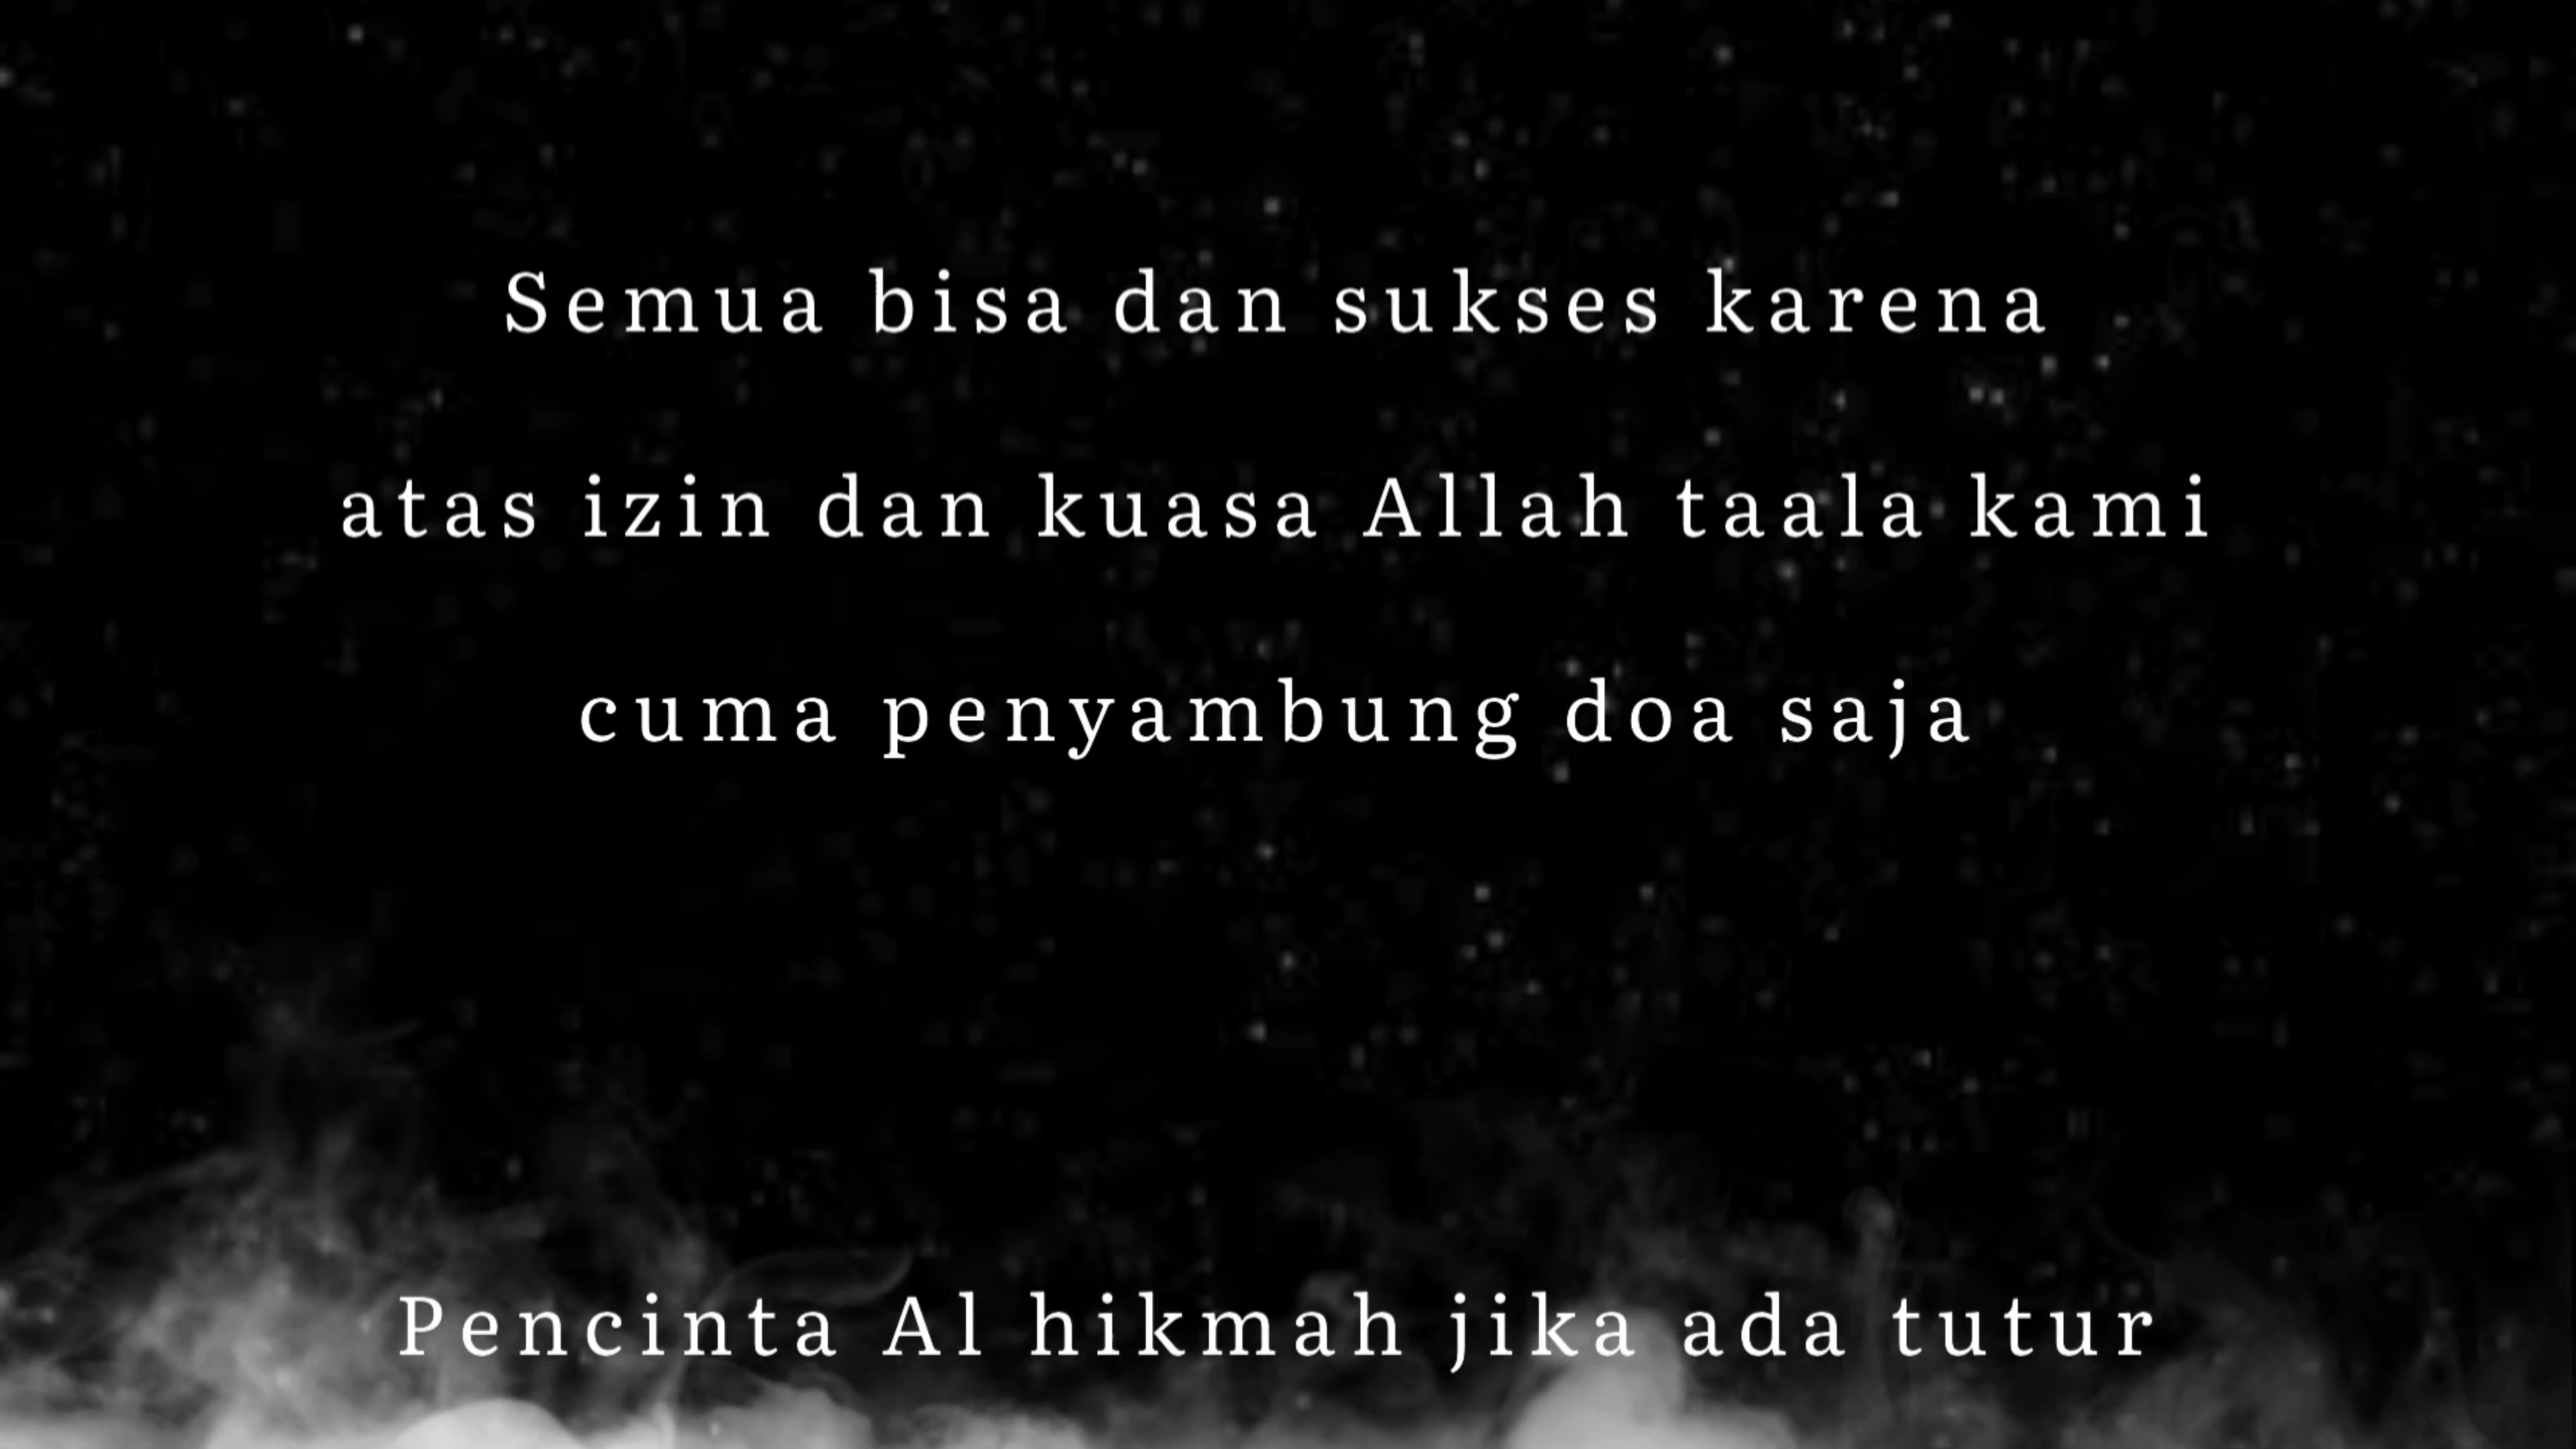 Semua bisa dan sukses karena
atas izin dan kuasa Allah taala kami
cuma penyambung doa saja
Pencinta Al hikmah jika ada tutur